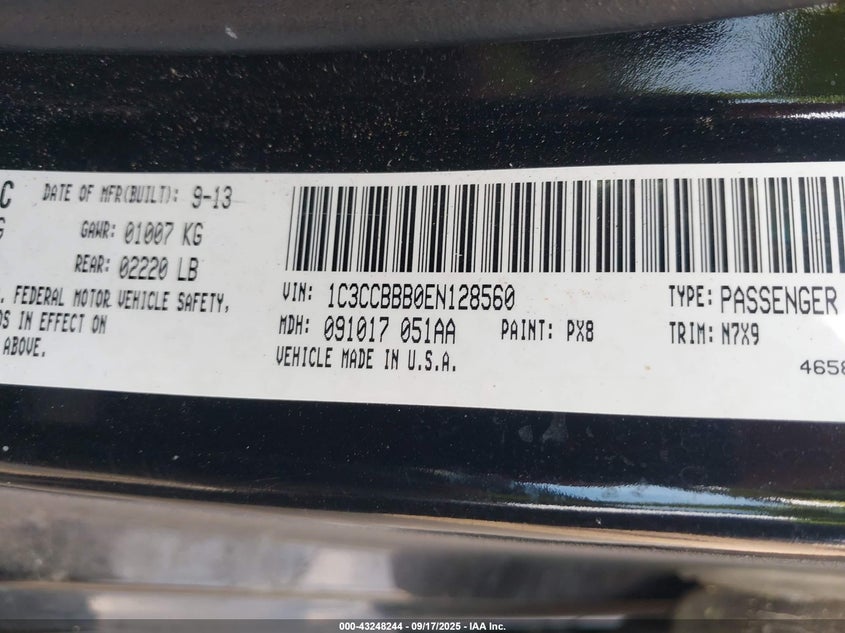 C DATE OF MFR(BUILT): 9-13
G GAWR: 01007 KG
REAR: 02220 LB
. FEDERAL MOTOR VEHICLE SAFETY,
DS IN EFFECT ON
ABOVE.
VIN: 1C3CCBBB0EN128560 TYPE: PASSENGER
MDH: 091017 051AA PAINT: PX8 TRIM: N7X9
VEHICLE MADE IN U.S.A.
465
000-43248244 - 09/17/2025 - IAA Inc.